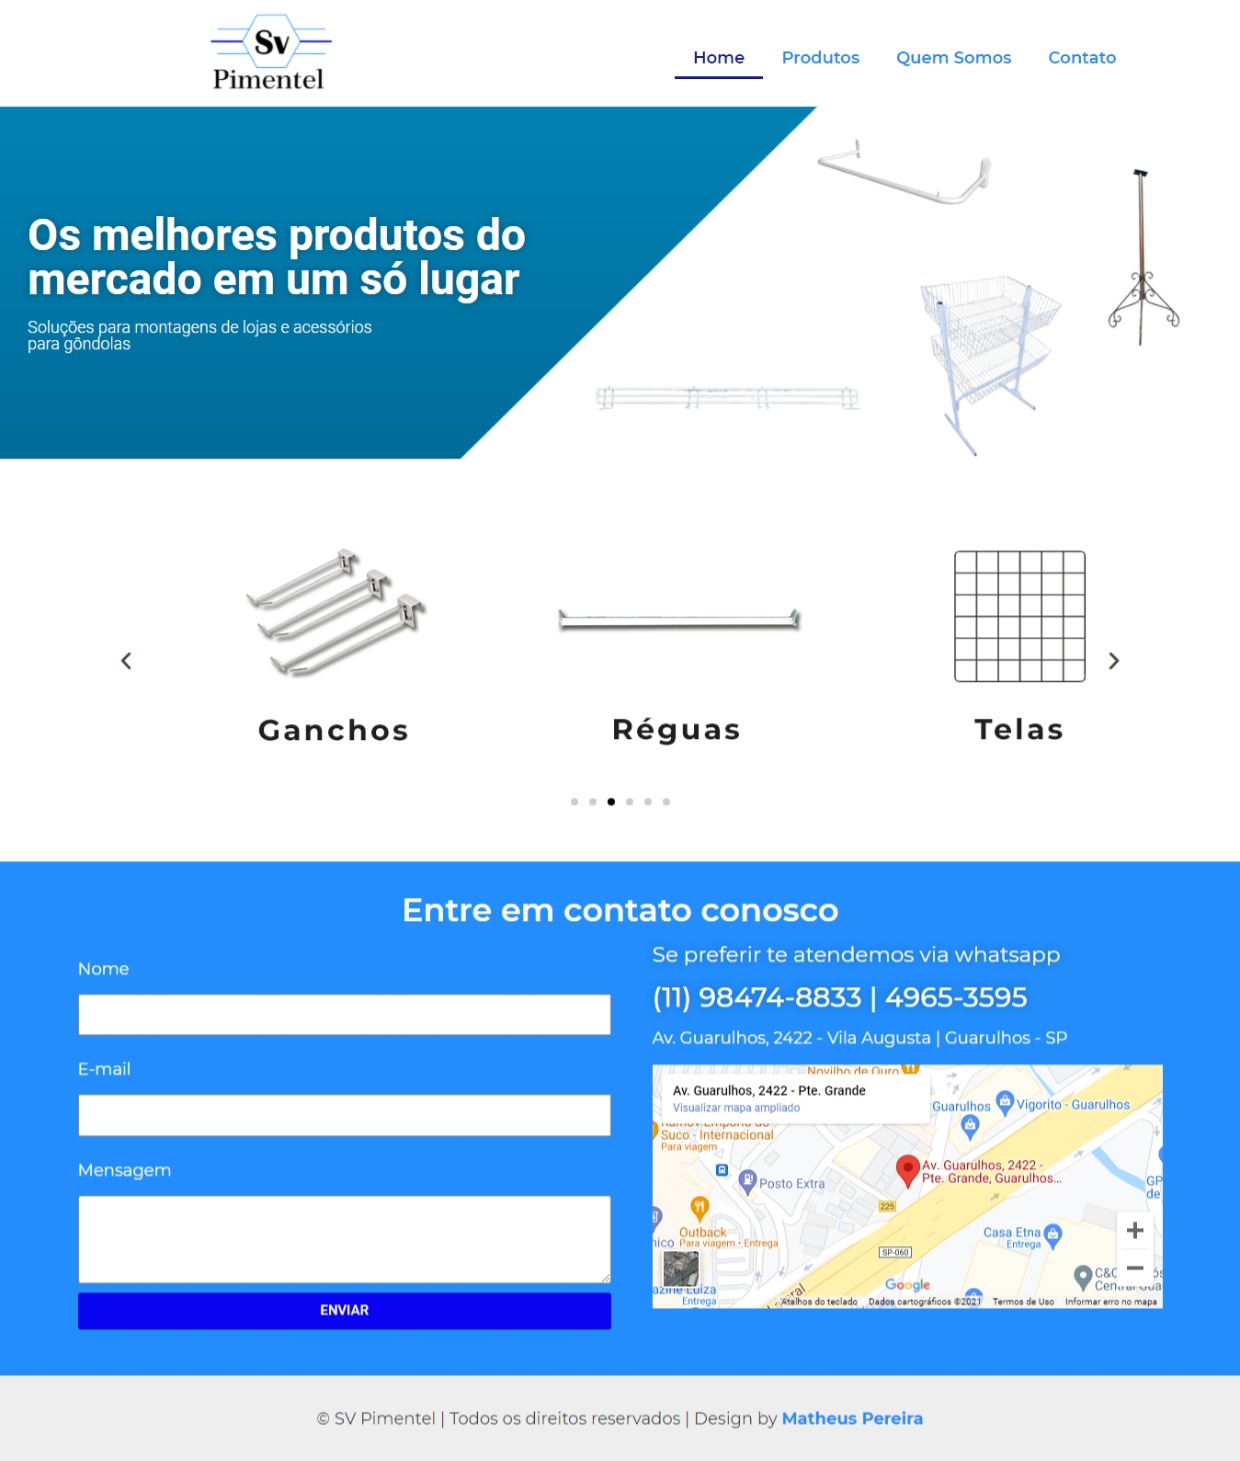 Sv
Pimentel
Home
Produtos
Quem Somos
Contato
Os melhores produtos do
mercado em um só lugar
Soluções para montagens de lojas e acessórios
para gôndolas
Ganchos
Réguas
Telas
Entre em contato conosco
Nome
E-mail
Mensagem
ENVIAR
Se preferir te atendemos via whatsapp
(11) 98474-8833 | 4965-3595
Av. Guarulhos, 2422 - Vila Augusta | Guarulhos - SP
Novilho de Ouro
Av. Guarulhos, 2422 - Pte. Grande
Visualizar mapa ampliado
Guarulhos
Vigorito - Guarulhos
Suco - Internacional
Para viagem
Av. Guarulhos, 2422 -
Pte. Grande, Guarulhos...
Posto Extra
GP
de
225
Outback
Para viagem • Entrega
Casa Etna
Entrega
SP-060
C&C
Google
Entrega
Atalhos do teclado
Dados cartográficos ©2021
Termos de Uso
Informar erro no mapa
© SV Pimentel | Todos os direitos reservados | Design by Matheus Pereira